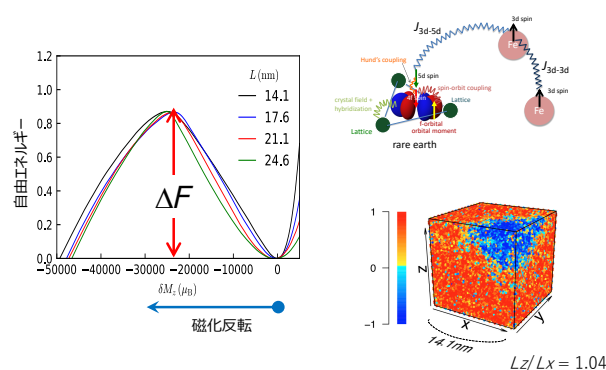 1.2
1.0
0.8
0.6
0.4
0.2
0.0
自由エネルギー
L (nm)
14.1
17.6
21.1
24.6
ΔF
−50000 −40000 −30000 −20000 −10000 0
δM_z (μ_B)
磁化反転
J3d-5d
3d spin
Fe
Hund's coupling
5d spin
J3d-3d
spin-orbit coupling
3d spin
Fe
crystal field +
hybridisation
Lattice
4f
f-orbital
orbital moment
Lattice
rare earth
1
0
−1
z
x
y
14.1nm
Lz/Lx = 1.04